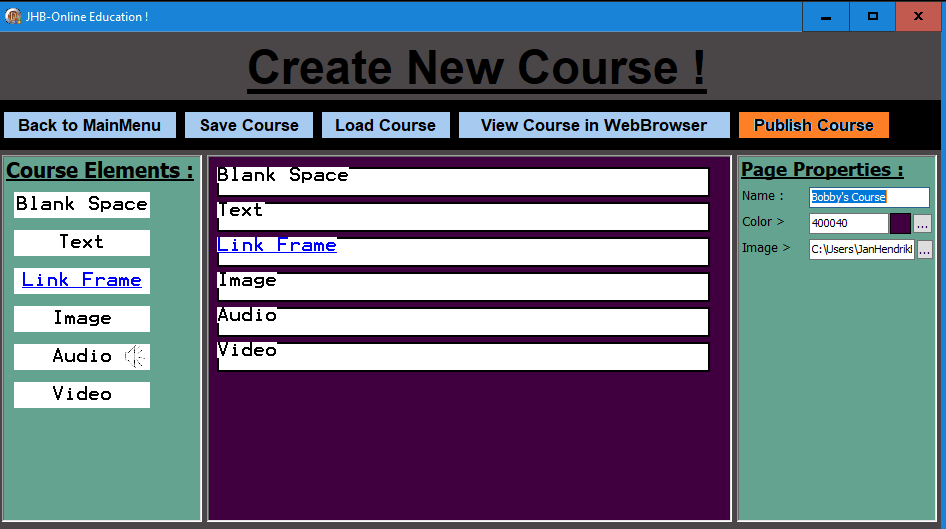 JHB-Online Education !
Create New Course !
Back to MainMenu
Save Course
Load Course
View Course in WebBrowser
Publish Course
Course Elements :
Blank Space
Text
Link Frame
Image
Audio
Video
Blank Space
Text
Link Frame
Image
Audio
Video
Page Properties :
Name : Bobby's Course
Color > 400040 ...
Image > C:\Users\JanHendrik ...